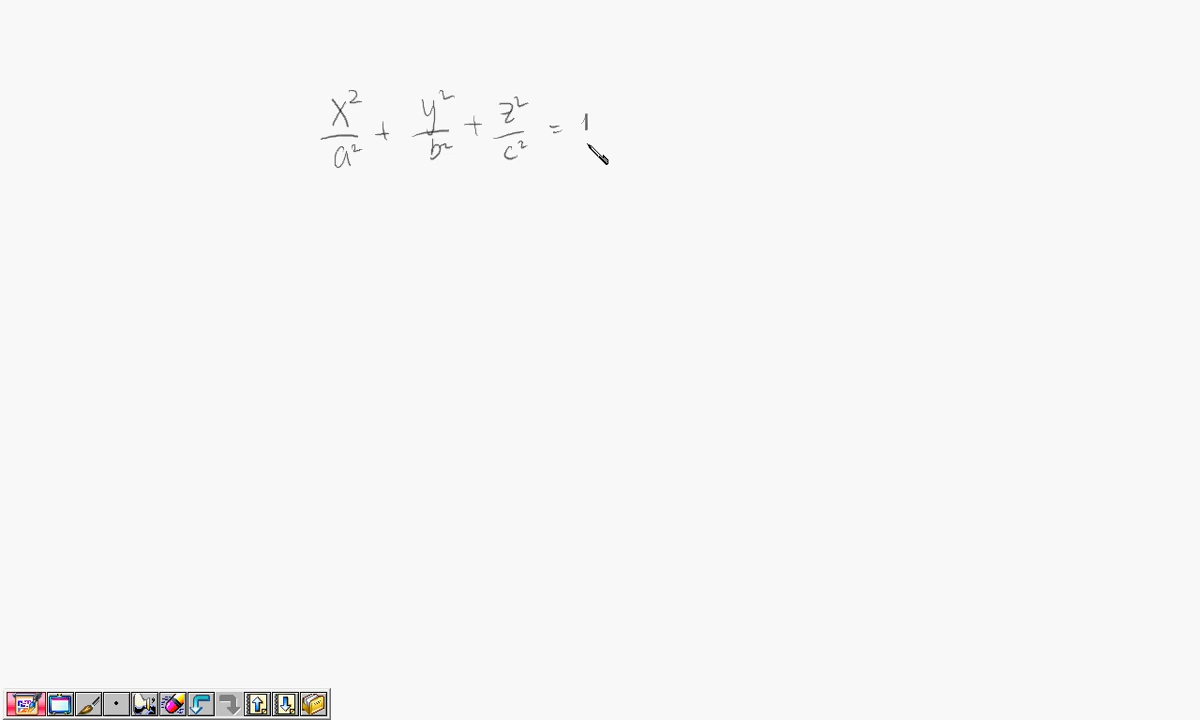 x²/a² + y²/b² + z²/c² = 1